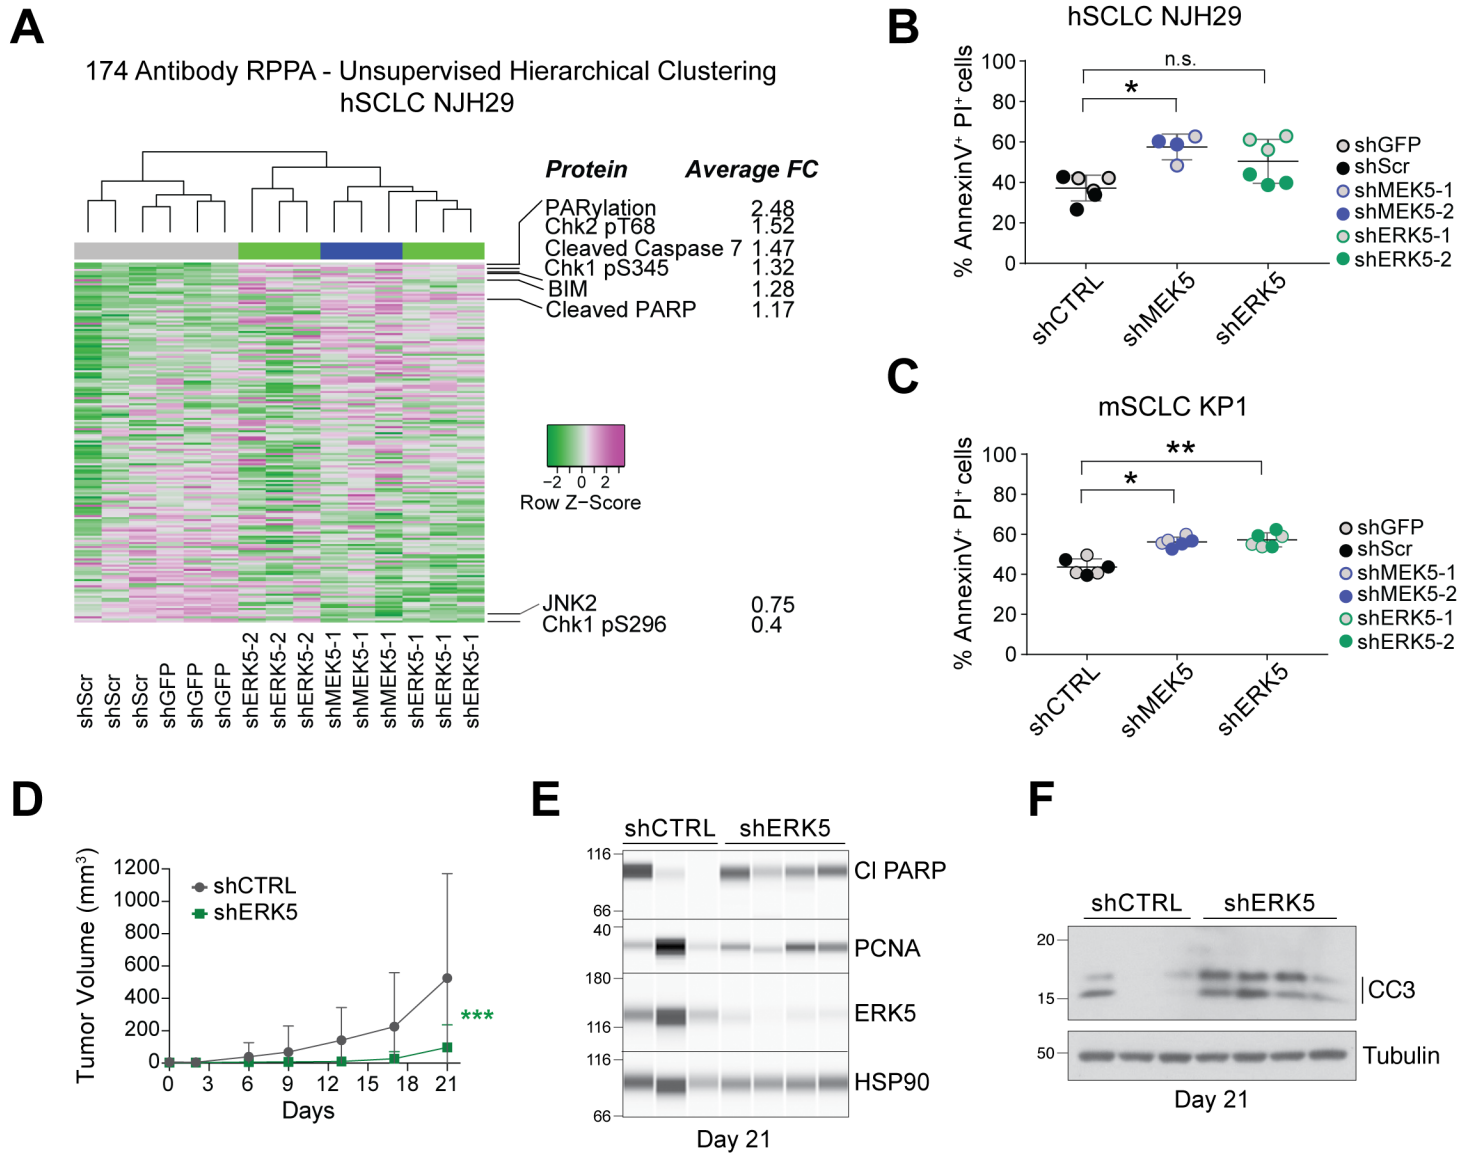 A
174 Antibody RPPA - Unsupervised Hierarchical Clustering
hSCLC NJH29
Protein Average FC
PARylation 2.48
Chk2 pT68 1.52
Cleaved Caspase 7 1.47
Chk1 pS345 1.32
BIM 1.28
Cleaved PARP 1.17
−2 0 2
Row Z−Score
JNK2 0.75
Chk1 pS296 0.4
shScr
shScr
shScr
shGFP
shGFP
shGFP
shERK5-2
shERK5-2
shERK5-2
shMEK5-1
shMEK5-1
shMEK5-1
shERK5-1
shERK5-1
shERK5-1
B
hSCLC NJH29
% AnnexinV⁺ PI⁺ cells
100
80
60
40
20
0
n.s.
*
shCTRL
shMEK5
shERK5
shGFP
shScr
shMEK5-1
shMEK5-2
shERK5-1
shERK5-2
C
mSCLC KP1
% AnnexinV⁺ PI⁺ cells
100
80
60
40
20
0
**
*
shCTRL
shMEK5
shERK5
shGFP
shScr
shMEK5-1
shMEK5-2
shERK5-1
shERK5-2
D
Tumor Volume (mm³)
1200
1000
800
600
400
200
0
shCTRL
shERK5
***
0 3 6 9 12 15 18 21
Days
E
shCTRL shERK5
116
Cl PARP
66
40
PCNA
180
ERK5
116
116
HSP90
66
Day 21
F
shCTRL shERK5
20
15
CC3
50
Tubulin
Day 21